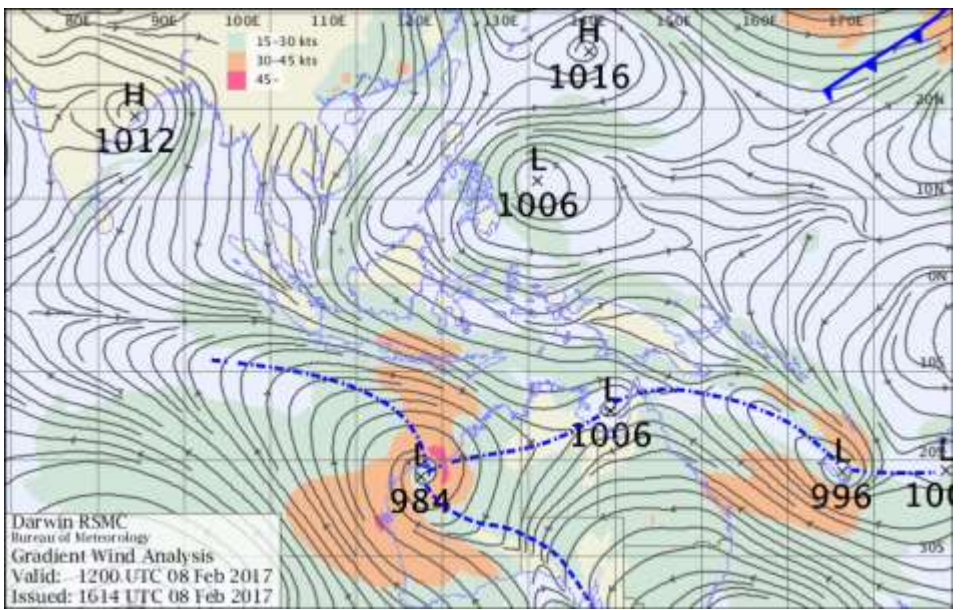 80E 90E 100E 110E 120E 130E 140E 150E 160E 170E
15-30 kts
30-45 kts
45-
H
1016
20N
H
1012
L
1006
10N
0N
10S
L
1006
20S
L
984
L
996
L
100
30S
Darwin RSMC
Bureau of Meteorology
Gradient Wind Analysis
Valid: 1200 UTC 08 Feb 2017
Issued: 1614 UTC 08 Feb 2017